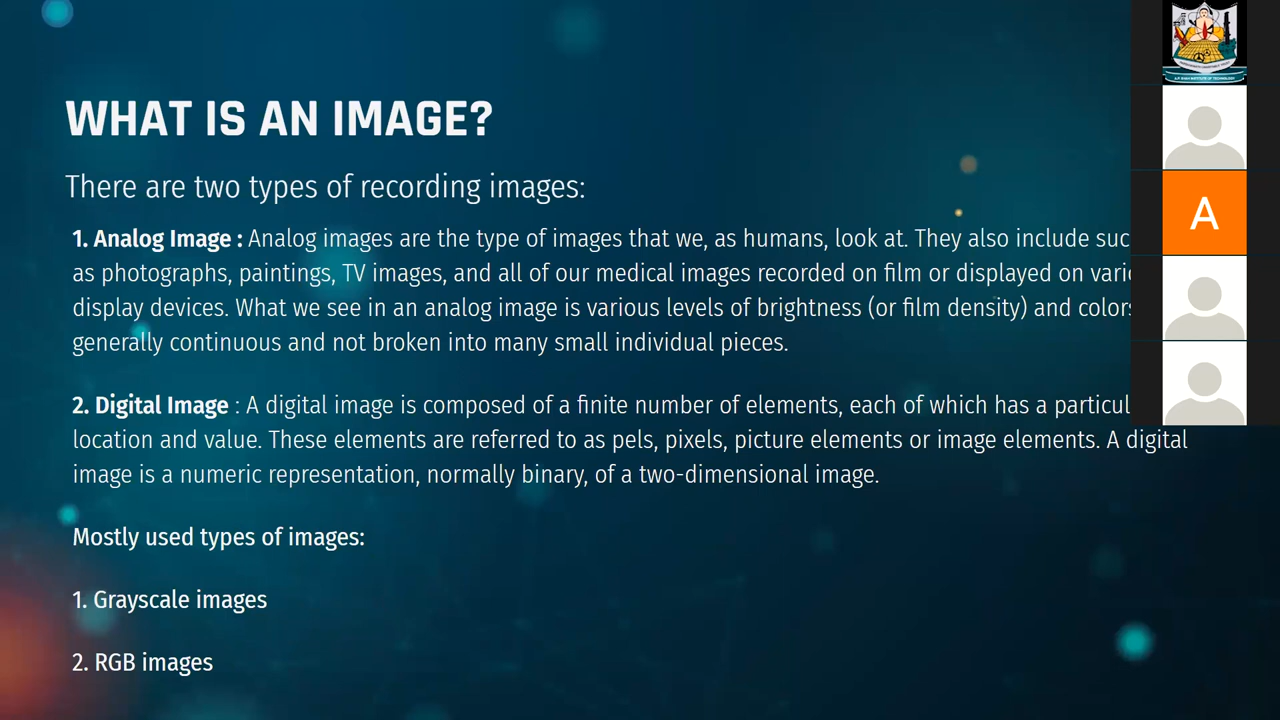 WHAT IS AN IMAGE?
There are two types of recording images:
1. Analog Image : Analog images are the type of images that we, as humans, look at. They also include
as photographs, paintings, TV images, and all of our medical images recorded on film or displayed on
display devices. What we see in an analog image is various levels of brightness (or film density) and colors
generally continuous and not broken into many small individual pieces.
2. Digital Image : A digital image is composed of a finite number of elements, each of which has a
location and value. These elements are referred to as pels, pixels, picture elements or image elements. A digital
image is a numeric representation, normally binary, of a two-dimensional image.
Mostly used types of images:
1. Grayscale images
2. RGB images
A